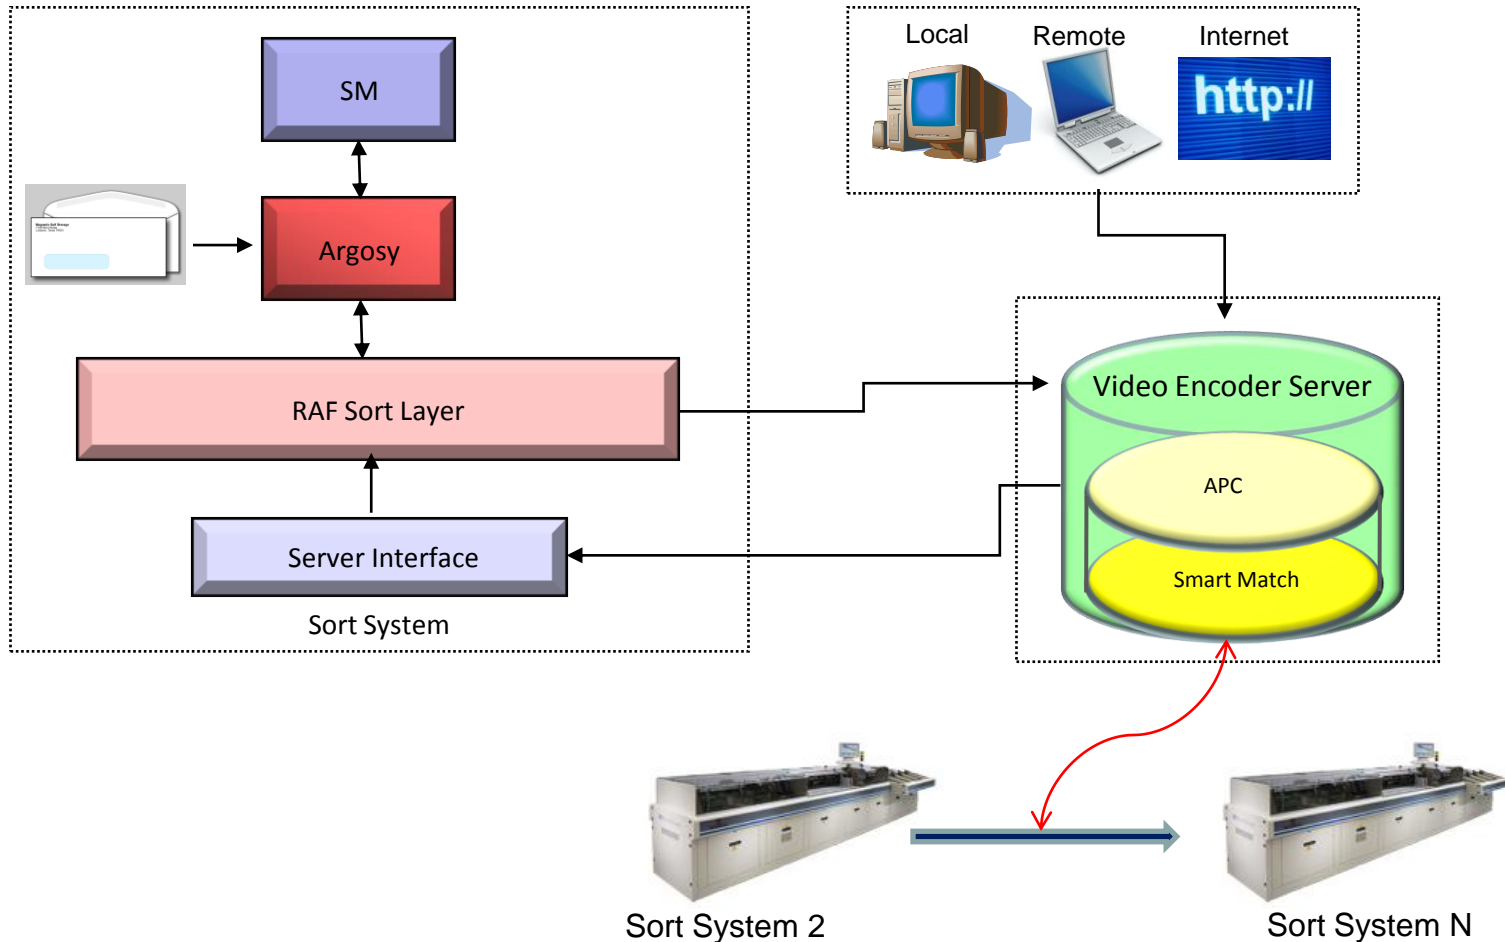 Local
Remote
Internet
http://
SM
Argosy
RAF Sort Layer
Server Interface
Sort System
Video Encoder Server
APC
Smart Match
Sort System 2
Sort System N